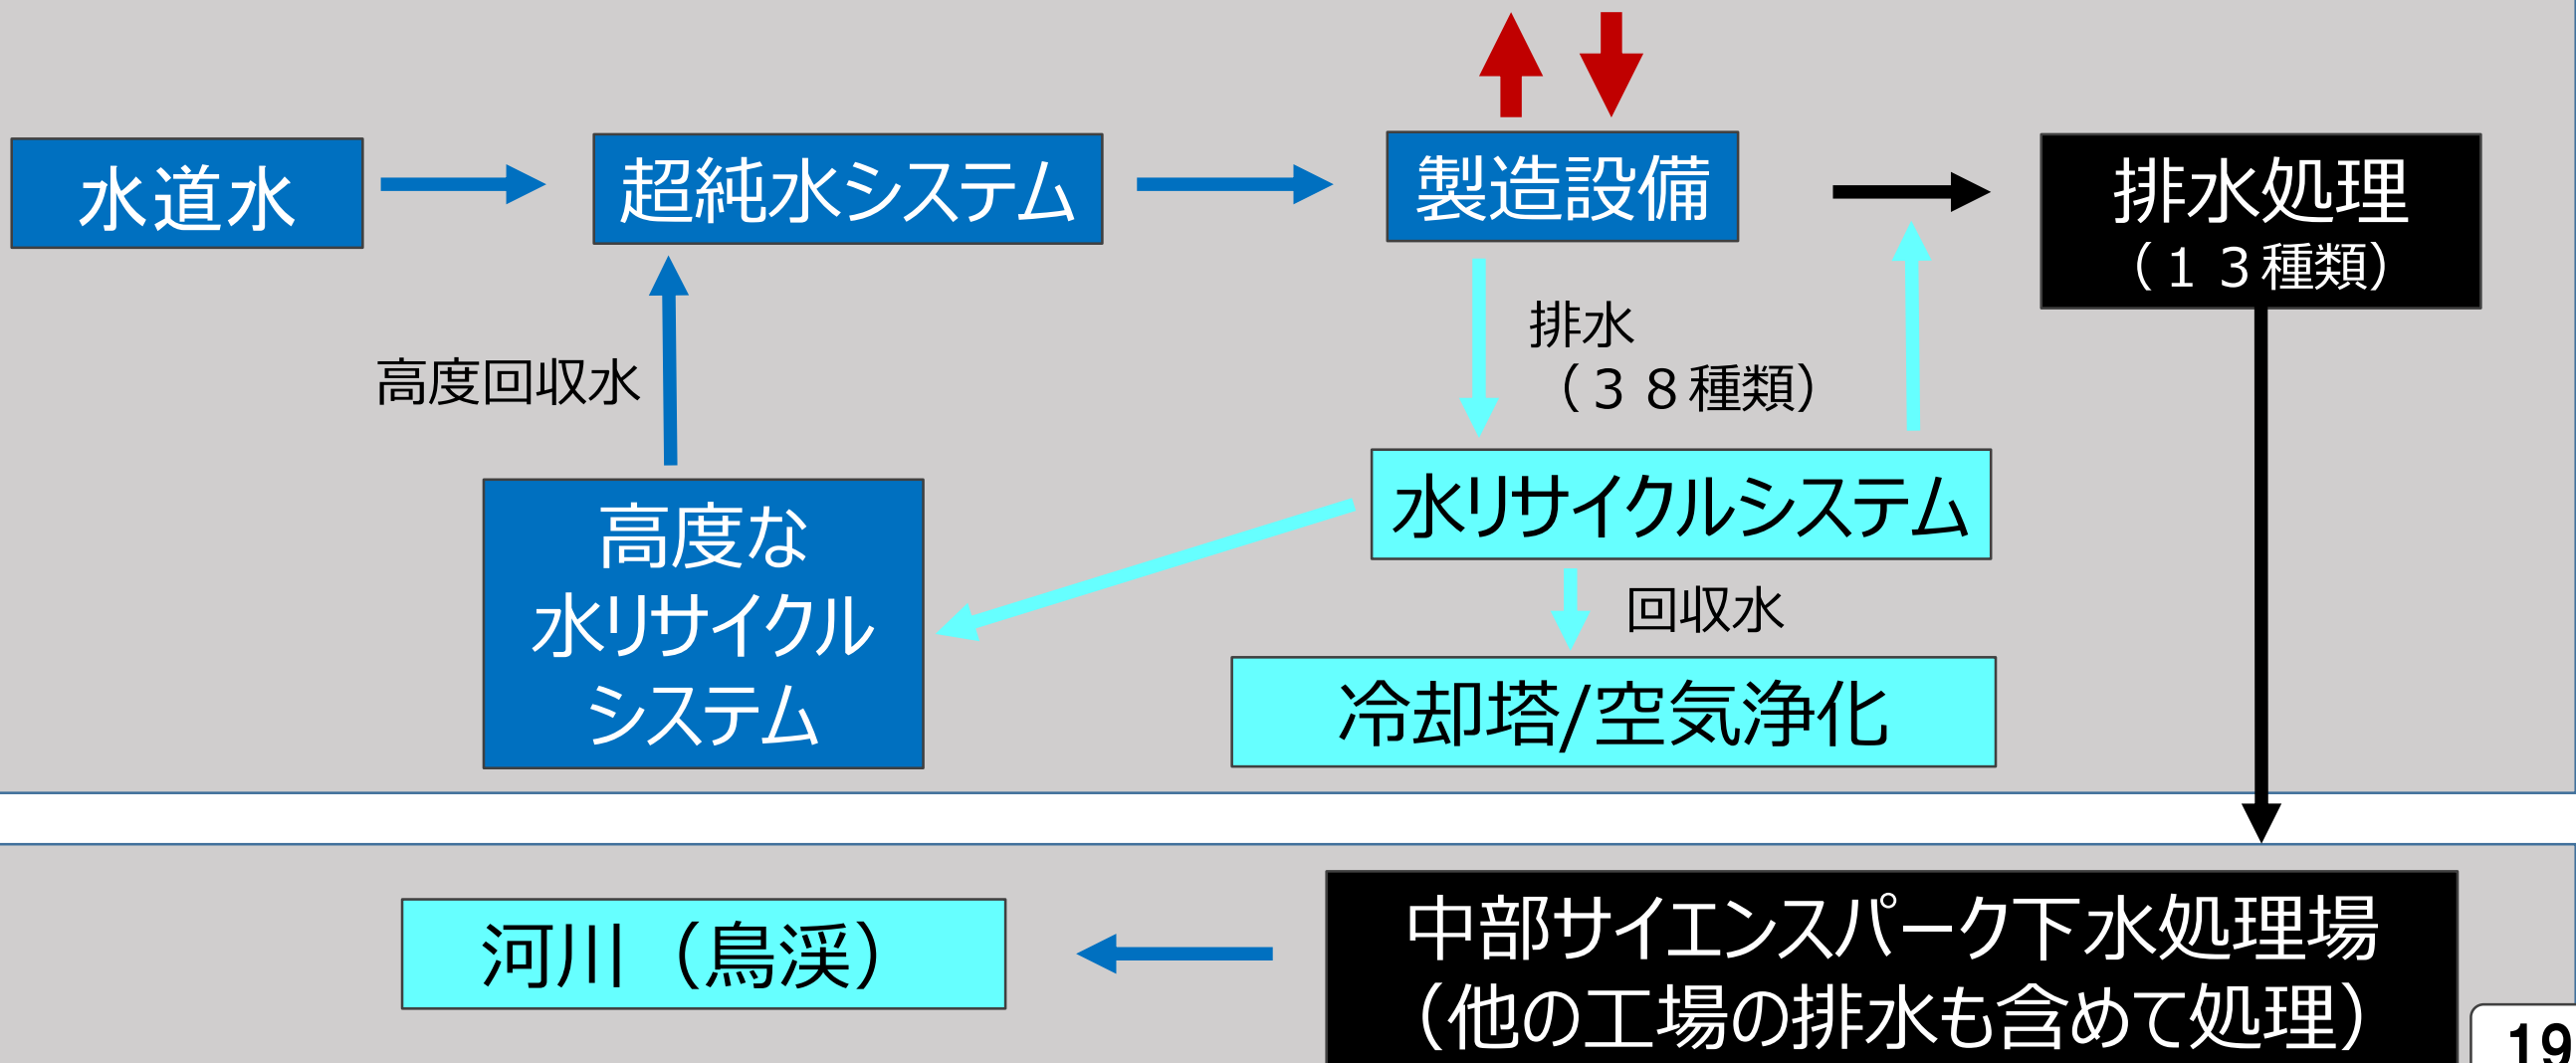 水道水
超純水システム
製造設備
排水処理
（１３種類）
排水
（３８種類）
高度回収水
水リサイクルシステム
高度な
水リサイクル
システム
回収水
冷却塔/空気浄化
中部サイエンスパーク下水処理場
（他の工場の排水も含めて処理）
河川（鳥渓）
19